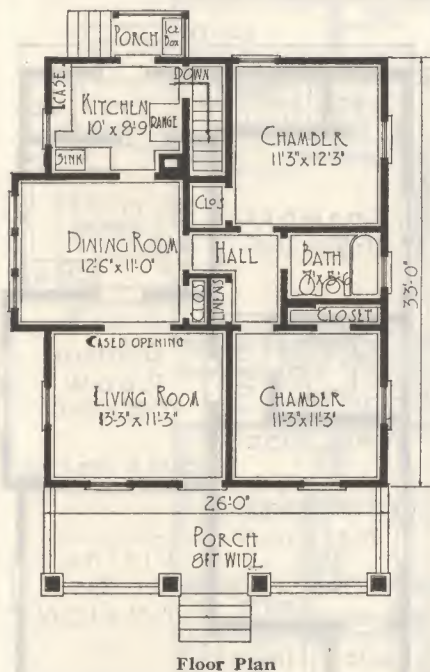 PORCH
ICE
BOX
DOWN
CASE
KITCHEN
10' x 8'-9
RANGE
SINK
CHAMBER
11'3" x 12'3"
CLOS
DINING ROOM
12'-6" x 11'-0"
HALL
BATH
CLOS
LINENS
CLOSET
33'-0"
CASED OPENING
LIVING ROOM
13'-3" x 11'-3"
CHAMBER
11'-3" x 11'-3"
26'-0"
PORCH
8FT WIDE
Floor Plan